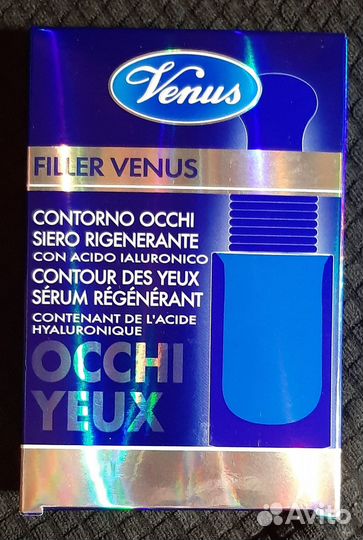 Venus
FILLER VENUS
CONTORNO OCCHI
SIERO RIGENERANTE
CON ACIDO IALURONICO
CONTOUR DES YEUX
SÉRUM RÉGÉNÉRANT
CONTENANT DE L'ACIDE
HYALURONIQUE
OCCHI
YEUX
Avito